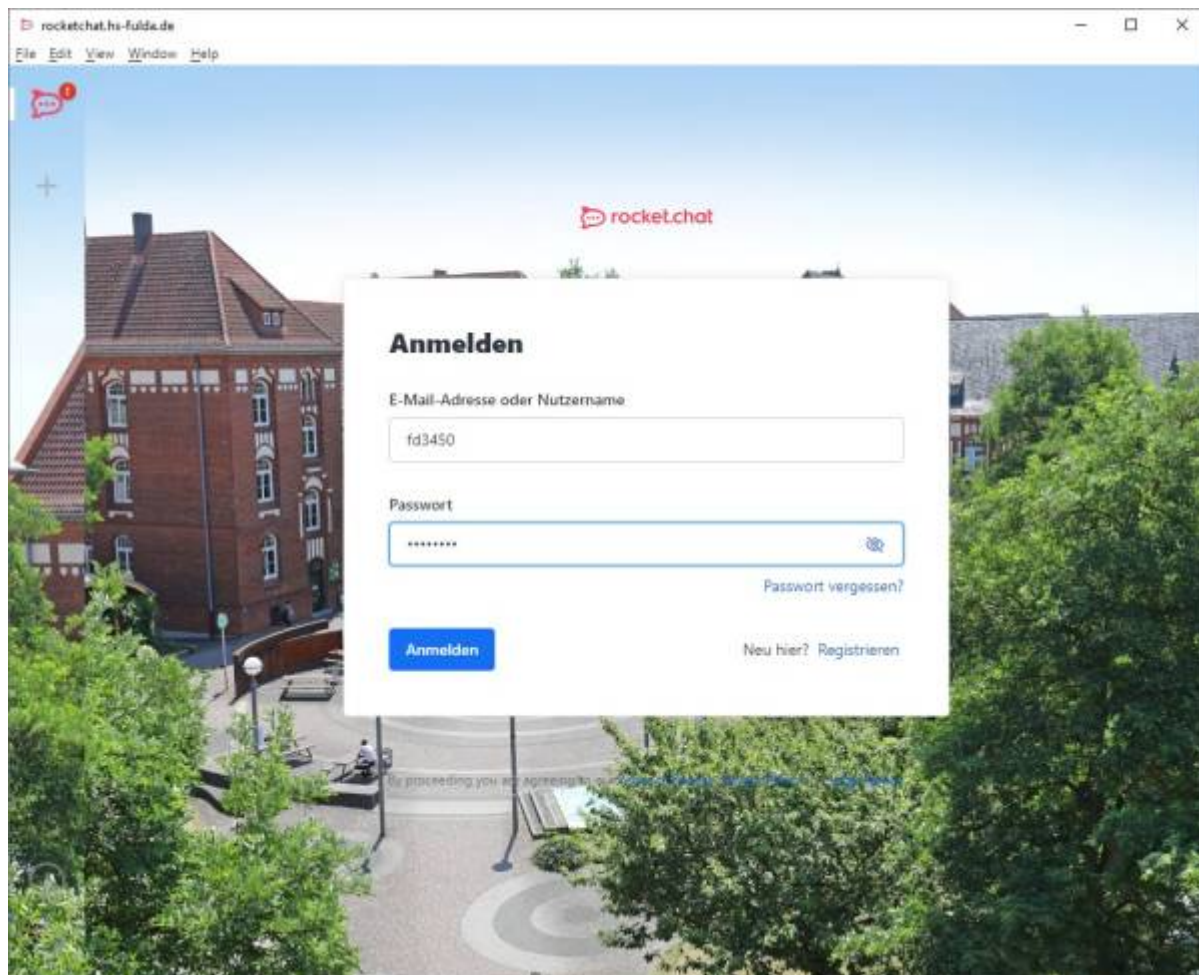 rocketchat.hs-fulda.de
File Edit View Window Help
rocket.chat
Anmelden
E-Mail-Adresse oder Nutzername
fd3450
Passwort
••••••••
Passwort vergessen?
Anmelden
Neu hier? Registrieren
By proceeding you are agreeing to our